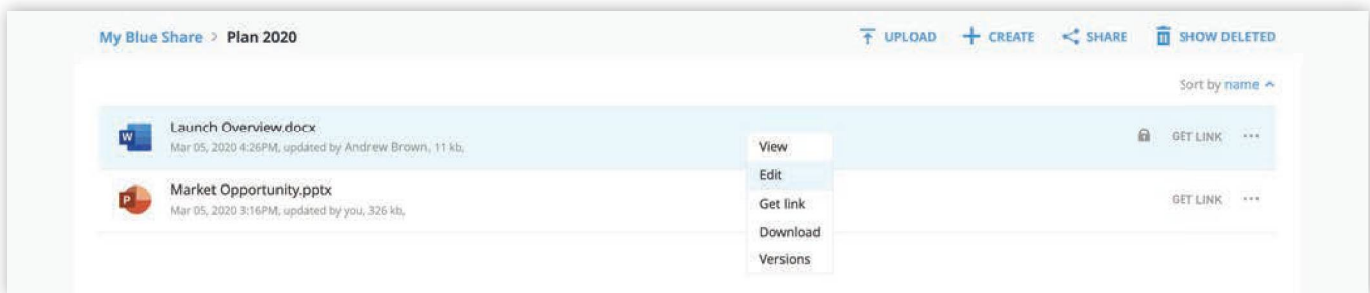 My Blue Share > Plan 2020
UPLOAD CREATE SHARE SHOW DELETED
Sort by name
W Launch Overview.docx
Mar 05, 2020 4:26PM, updated by Andrew Brown, 11 kb,
GET LINK ...
View
Edit
Get link
Download
Versions
P Market Opportunity.pptx
Mar 05, 2020 3:16PM, updated by you, 326 kb,
GET LINK ...